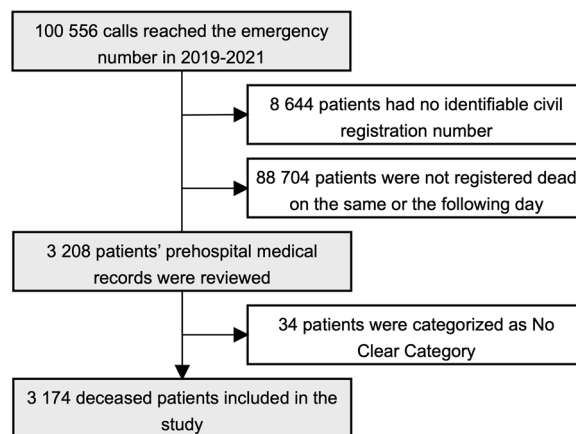 100 556 calls reached the emergency
number in 2019-2021
8 644 patients had no identifiable civil
registration number
88 704 patients were not registered dead
on the same or the following day
3 208 patients’ prehospital medical
records were reviewed
34 patients were categorized as No
Clear Category
3 174 deceased patients included in the
study